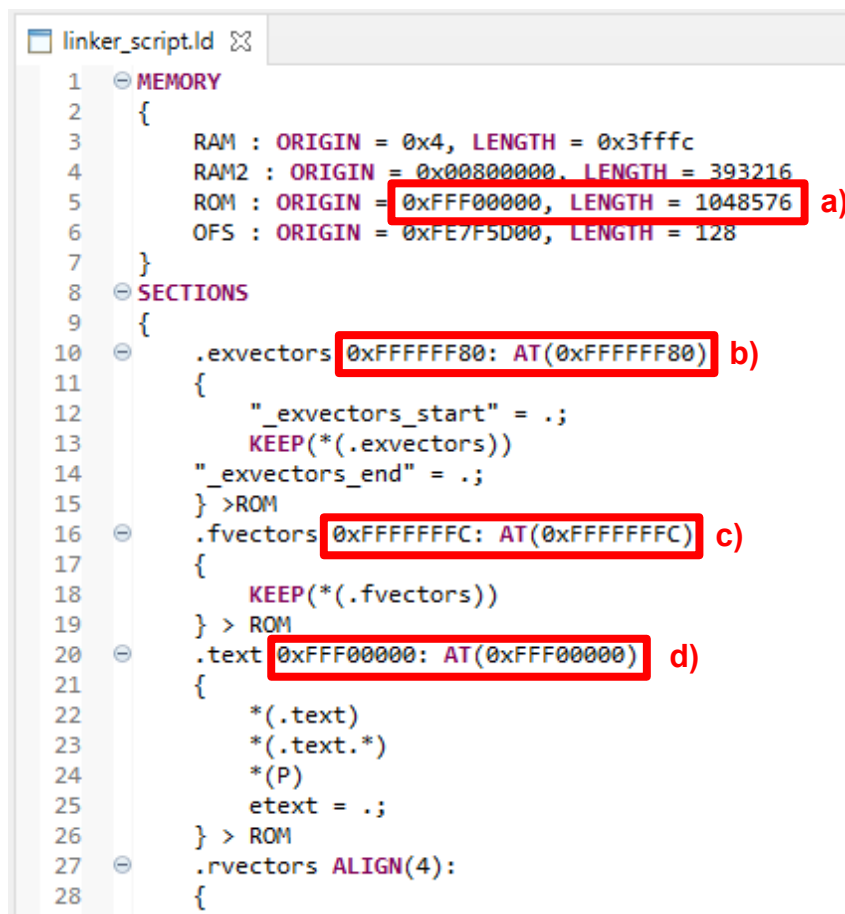 linker_script.ld
1 MEMORY
2 {
3 RAM : ORIGIN = 0x4, LENGTH = 0x3fffc
4 RAM2 : ORIGIN = 0x00800000, LENGTH = 393216
5 ROM : ORIGIN = 0xFFF00000, LENGTH = 1048576 a)
6 OFS : ORIGIN = 0xFE7F5D00, LENGTH = 128
7 }
8 SECTIONS
9 {
10 .exvectors 0xFFFFFF80: AT(0xFFFFFF80) b)
11 {
12 "_exvectors_start" = .;
13 KEEP(*(.exvectors))
14 "_exvectors_end" = .;
15 } >ROM
16 .fvectors 0xFFFFFFFC: AT(0xFFFFFFFC) c)
17 {
18 KEEP(*(.fvectors))
19 } > ROM
20 .text 0xFFF00000: AT(0xFFF00000) d)
21 {
22 *(.text)
23 *(.text.*)
24 *(P)
25 etext = .;
26 } > ROM
27 .rvectors ALIGN(4):
28 {